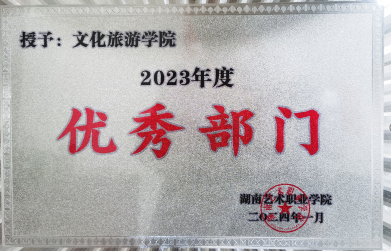 授予：文化旅游学院
2023年度
优秀部门
湖南艺术职业学院
二〇二四年一月